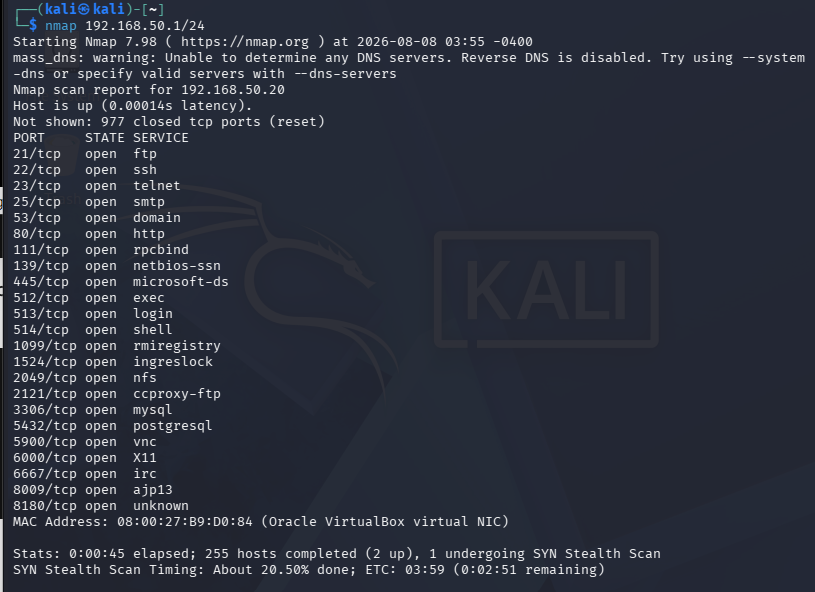 ┌──(kali㉿kali)-[~]
└─$ nmap 192.168.50.1/24
Starting Nmap 7.98 ( https://nmap.org ) at 2026-08-08 03:55 -0400
mass_dns: warning: Unable to determine any DNS servers. Reverse DNS is disabled. Try using --system
-dns or specify valid servers with --dns-servers
Nmap scan report for 192.168.50.20
Host is up (0.00014s latency).
Not shown: 977 closed tcp ports (reset)
PORT     STATE SERVICE
21/tcp   open  ftp
22/tcp   open  ssh
23/tcp   open  telnet
25/tcp   open  smtp
53/tcp   open  domain
80/tcp   open  http
111/tcp  open  rpcbind
139/tcp  open  netbios-ssn
445/tcp  open  microsoft-ds
512/tcp  open  exec
513/tcp  open  login
514/tcp  open  shell
1099/tcp open  rmiregistry
1524/tcp open  ingreslock
2049/tcp open  nfs
2121/tcp open  ccproxy-ftp
3306/tcp open  mysql
5432/tcp open  postgresql
5900/tcp open  vnc
6000/tcp open  X11
6667/tcp open  irc
8009/tcp open  ajp13
8180/tcp open  unknown
MAC Address: 08:00:27:B9:D0:84 (Oracle VirtualBox virtual NIC)
Stats: 0:00:45 elapsed; 255 hosts completed (2 up), 1 undergoing SYN Stealth Scan
SYN Stealth Scan Timing: About 20.50% done; ETC: 03:59 (0:02:51 remaining)
KALI